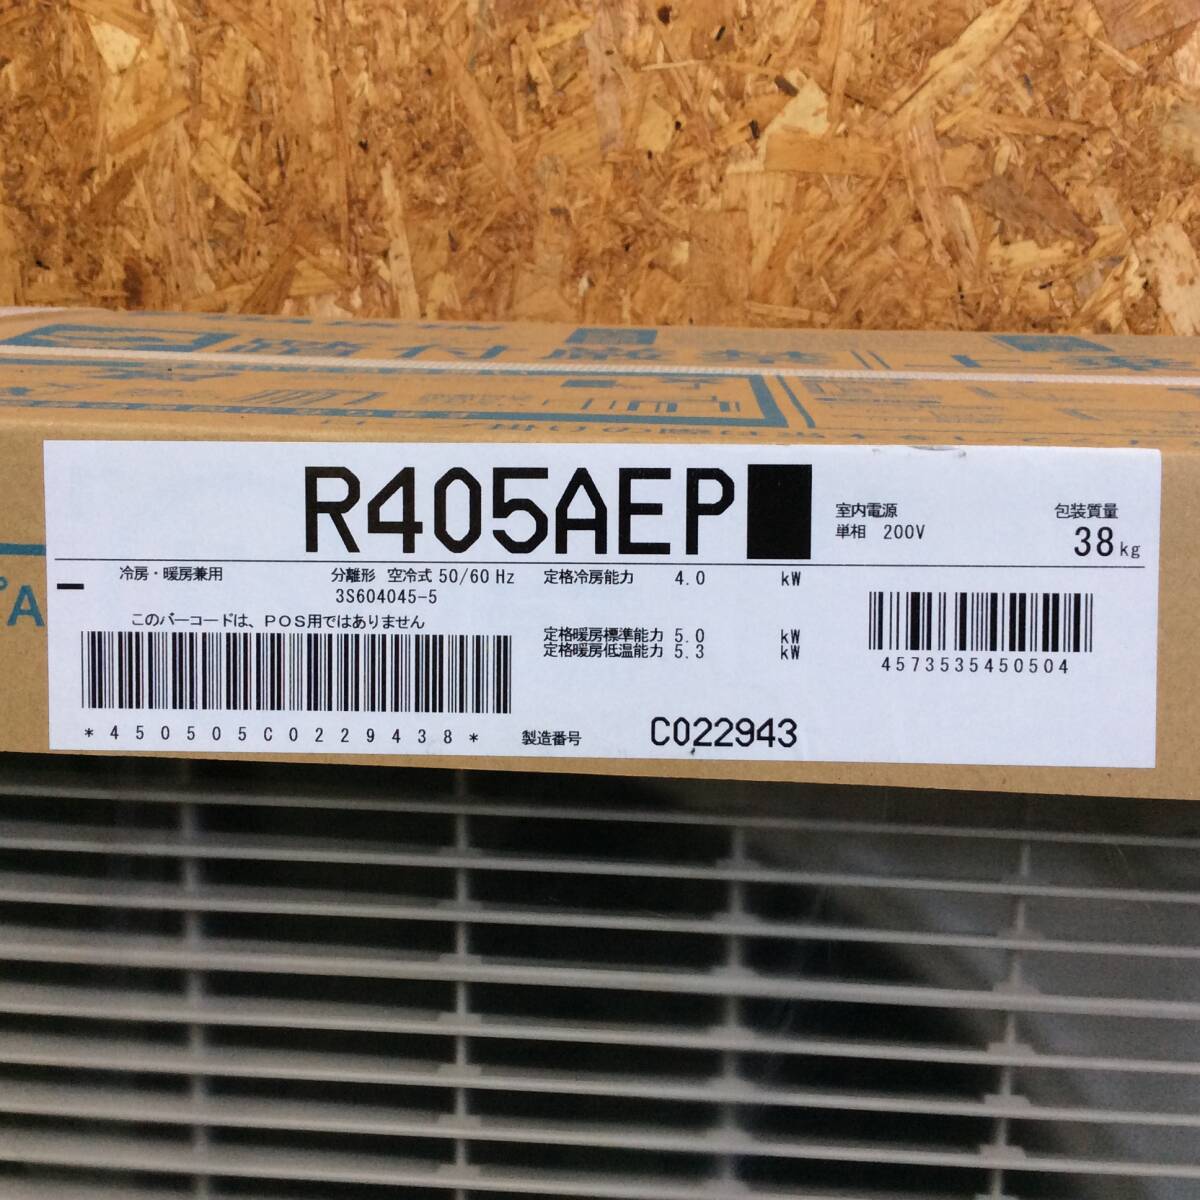 踏付厳禁
R405AEP
室内電源
単相 200V
包装質量
38kg
冷房・暖房兼用
分離形 空冷式 50/60 Hz
3S604045-5
定格冷房能力 4.0 kW
このバーコードは、POS用ではありません
定格暖房標準能力 5.0 kW
定格暖房低温能力 5.3 kW
4573535450504
*450505C0229438*
製造番号 C022943